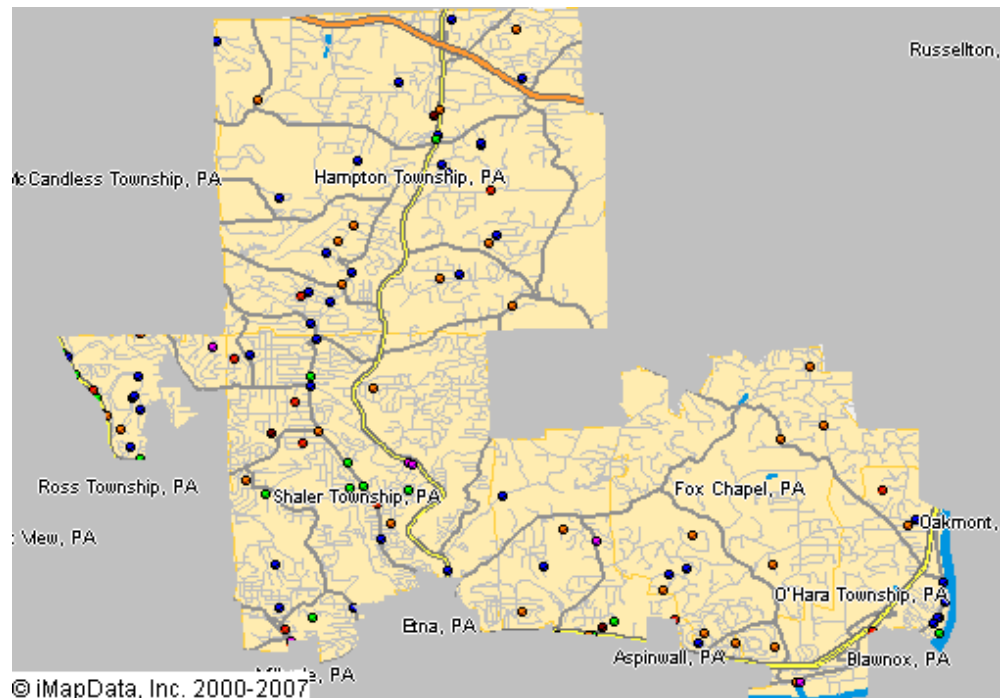 Russellton,
McCandless Township, PA
Hampton Township, PA
Ross Township, PA
Shaler Township, PA
Fox Chapel, PA
Oakmont,
View, PA
O'Hara Township, PA
Etna, PA
Aspinwall, PA
Blawnox, PA
PA
© iMapData, Inc. 2000-2007